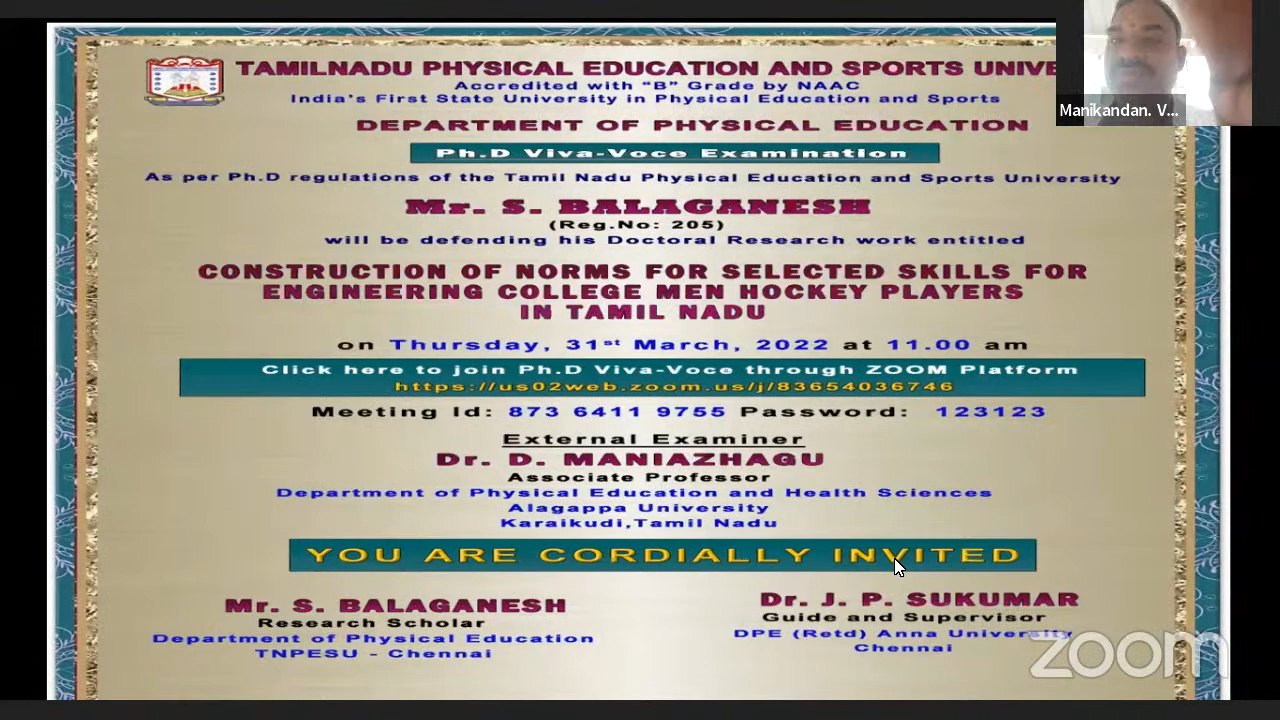 TAMILNADU PHYSICAL EDUCATION AND SPORTS UNIVE
Accredited with "B" Grade by NAAC
India's First State University in Physical Education and Sports
Manikandan. V...
DEPARTMENT OF PHYSICAL EDUCATION
Ph.D Viva-Voce Examination
As per Ph.D regulations of the Tamil Nadu Physical Education and Sports University
Mr. S. BALAGANESH
(Reg.No: 205)
will be defending his Doctoral Research work entitled
CONSTRUCTION OF NORMS FOR SELECTED SKILLS FOR
ENGINEERING COLLEGE MEN HOCKEY PLAYERS
IN TAMIL NADU
on Thursday, 31st March, 2022 at 11.00 am
Click here to join Ph.D Viva-Voce through ZOOM Platform
https://us02web.zoom.us/j/83654036746
Meeting Id: 873 6411 9755 Password: 123123
External Examiner
Dr. D. MANIAZHAGU
Associate Professor
Department of Physical Education and Health Sciences
Alagappa University
Karaikudi,Tamil Nadu
YOU ARE CORDIALLY INVITED
Mr. S. BALAGANESH
Research Scholar
Department of Physical Education
TNPESU - Chennai
Dr. J. P. SUKUMAR
Guide and Supervisor
DPE (Retd) Anna University
Chennai
zoom